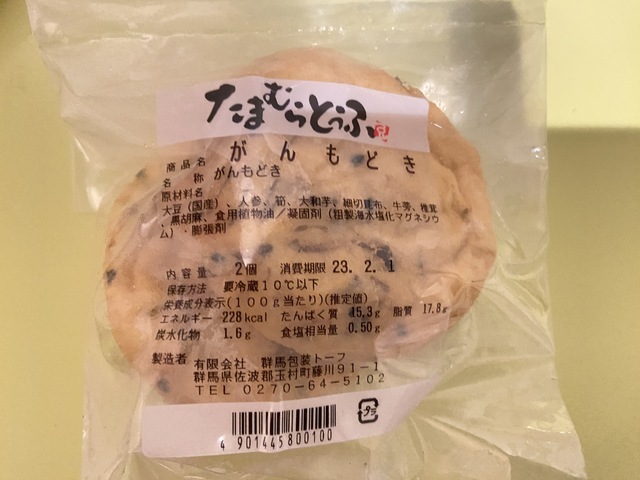 たまむらとうふ
豆
商品名 がんもどき
名称 がんもどき
原材料名
大豆（国産）、人参、筍、大和芋、細切昆布、牛蒡、椎茸
、黒胡麻、食用植物油／凝固剤（粗製海水塩化マグネシウ
ム）・膨張剤
内容量 2個 消費期限 23.2.1
保存方法 要冷蔵10℃以下
栄養成分表示(100g当たり)(推定値)
エネルギー 228kcal たんぱく質 15.3g 脂質 17.8g
炭水化物 1.6g 食塩相当量 0.50g
製造者 有限会社 群馬包装トーフ
群馬県佐波郡玉村町藤川91-1
TEL 0270-64-5102
プラ
4901445800100